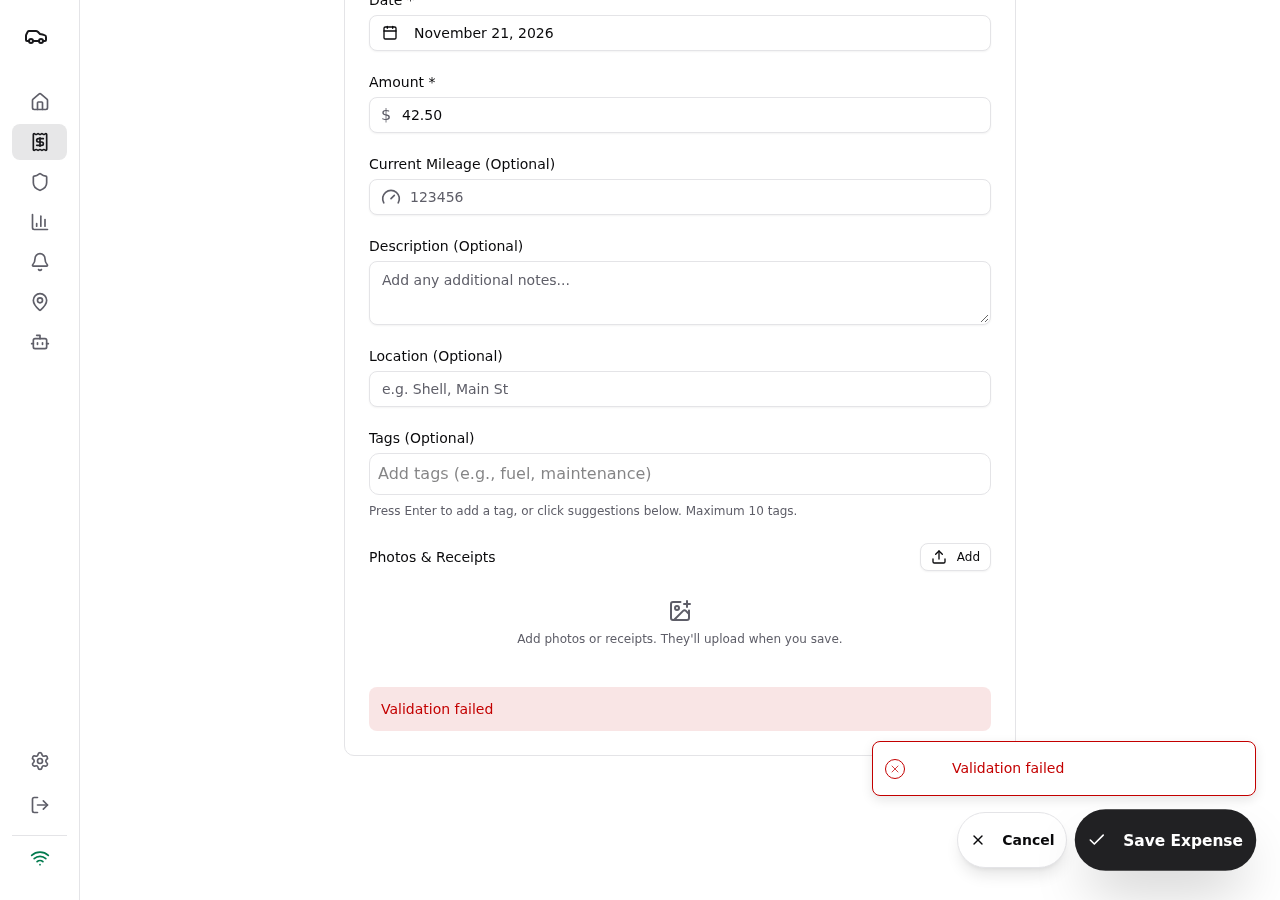 Date *
November 21, 2026
Amount *
$ 42.50
Current Mileage (Optional)
123456
Description (Optional)
Add any additional notes...
Location (Optional)
e.g. Shell, Main St
Tags (Optional)
Add tags (e.g., fuel, maintenance)
Press Enter to add a tag, or click suggestions below. Maximum 10 tags.
Photos & Receipts
Add
Add photos or receipts. They'll upload when you save.
Validation failed
Validation failed
Cancel
Save Expense